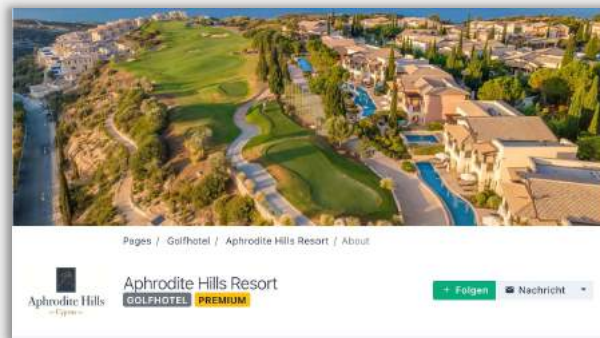 Pages / Golfhotel / Aphrodite Hills Resort / About
Aphrodite Hills
Cyprus
Aphrodite Hills Resort
GOLFHOTEL PREMIUM
+ Folgen
Nachricht